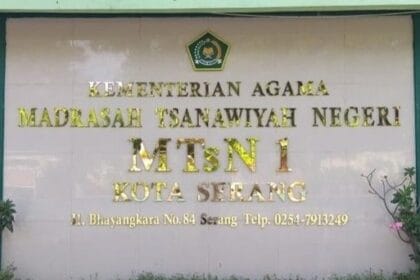 KEMENTERIAN AGAMA
MADRASAH TSANAWIYAH NEGERI
MTsN 1
KOTA SERANG
Jl. Bhayangkara No.84 Serang Telp. 0254-7913249